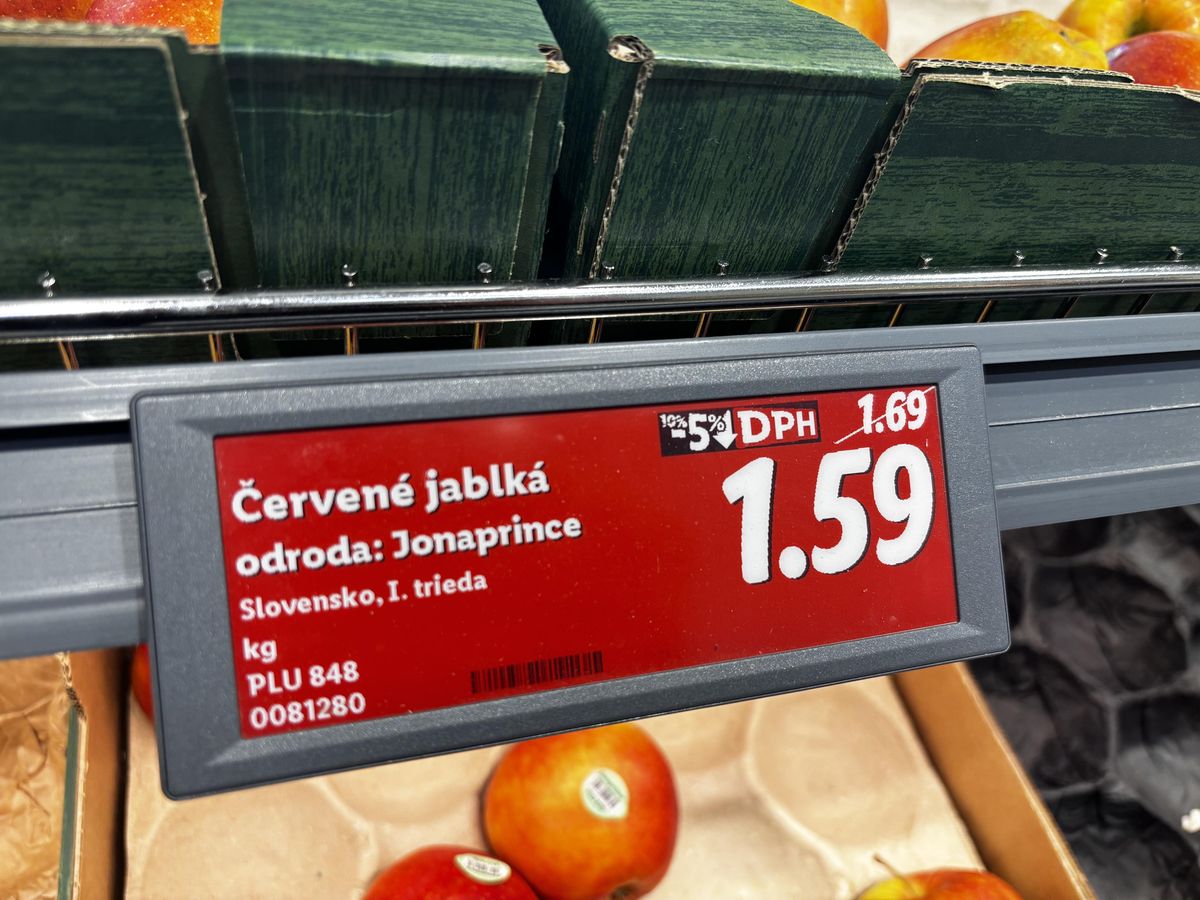 10% -5% DPH
1.69
1.59
Červené jablká
odroda: Jonaprince
Slovensko, I. trieda
kg
PLU 848
0081280